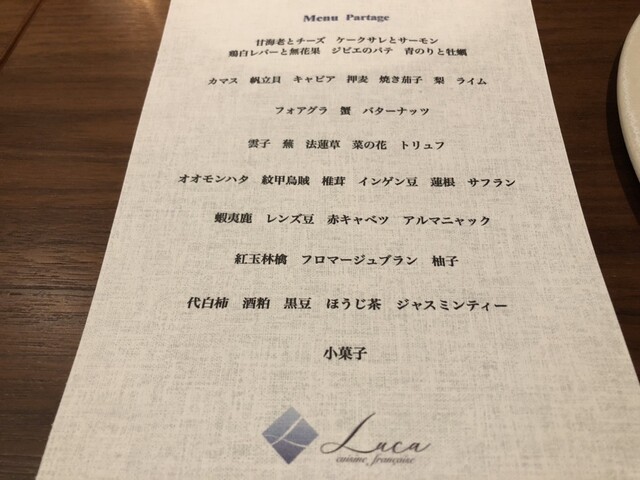 Menu Partage
甘海老とチーズ　ケークサレとサーモン
鶏白レバーと無花果　ジビエのパテ　青のりと牡蠣
カマス　帆立貝　キャビア　押麦　焼き茄子　梨　ライム
フォアグラ　蟹　バターナッツ
雲子　蕪　法蓮草　菜の花　トリュフ
オオモンハタ　紋甲烏賊　椎茸　インゲン豆　蓮根　サフラン
蝦夷鹿　レンズ豆　赤キャベツ　アルマニャック
紅玉林檎　フロマージュブラン　柚子
代白柿　酒粕　黒豆　ほうじ茶　ジャスミンティー
小菓子
Luca
cuisine française